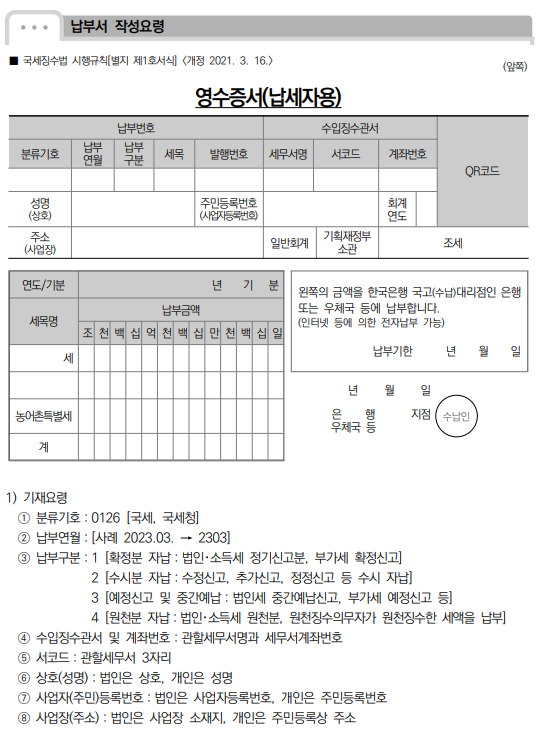 납부서 작성요령
■ 국세징수법 시행규칙[별지 제1호서식] <개정 2021. 3. 16.>
(앞쪽)
영수증서(납세자용)
납부번호 수입징수관서 QR코드
분류기호 납부연월 납부구분 세목 발행번호 세무서명 서코드 계좌번호
성명(상호) 주민등록번호(사업자등록번호) 회계연도
주소(사업장) 일반회계 기획재정부 소관 조세
연도/기분 년 기 분
세목명 납부금액
조 천 백 십 억 천 백 십 만 천 백 십 일
세
농어촌특별세
계
왼쪽의 금액을 한국은행 국고(수납)대리점인 은행
또는 우체국 등에 납부합니다.
(인터넷 등에 의한 전자납부 가능)
납부기한 년 월 일
년 월 일
은 행 지점 수납인
우체국 등
1) 기재요령
① 분류기호 : 0126 [국세, 국세청]
② 납부연월 : [사례 2023.03. → 2303]
③ 납부구분 : 1 [확정분 자납 : 법인·소득세 정기신고분, 부가세 확정신고]
2 [수시분 자납 : 수정신고, 추가신고, 정정신고 등 수시 자납]
3 [예정신고 및 중간예납 : 법인세 중간예납신고, 부가세 예정신고 등]
4 [원천분 자납 : 법인·소득세 원천분, 원천징수의무자가 원천징수한 세액을 납부]
④ 수입징수관서 및 계좌번호 : 관할세무서명과 세무서계좌번호
⑤ 서코드 : 관할세무서 3자리
⑥ 상호(성명) : 법인은 상호, 개인은 성명
⑦ 사업자(주민)등록번호 : 법인은 사업자등록번호, 개인은 주민등록번호
⑧ 사업장(주소) : 법인은 사업장 소재지, 개인은 주민등록상 주소